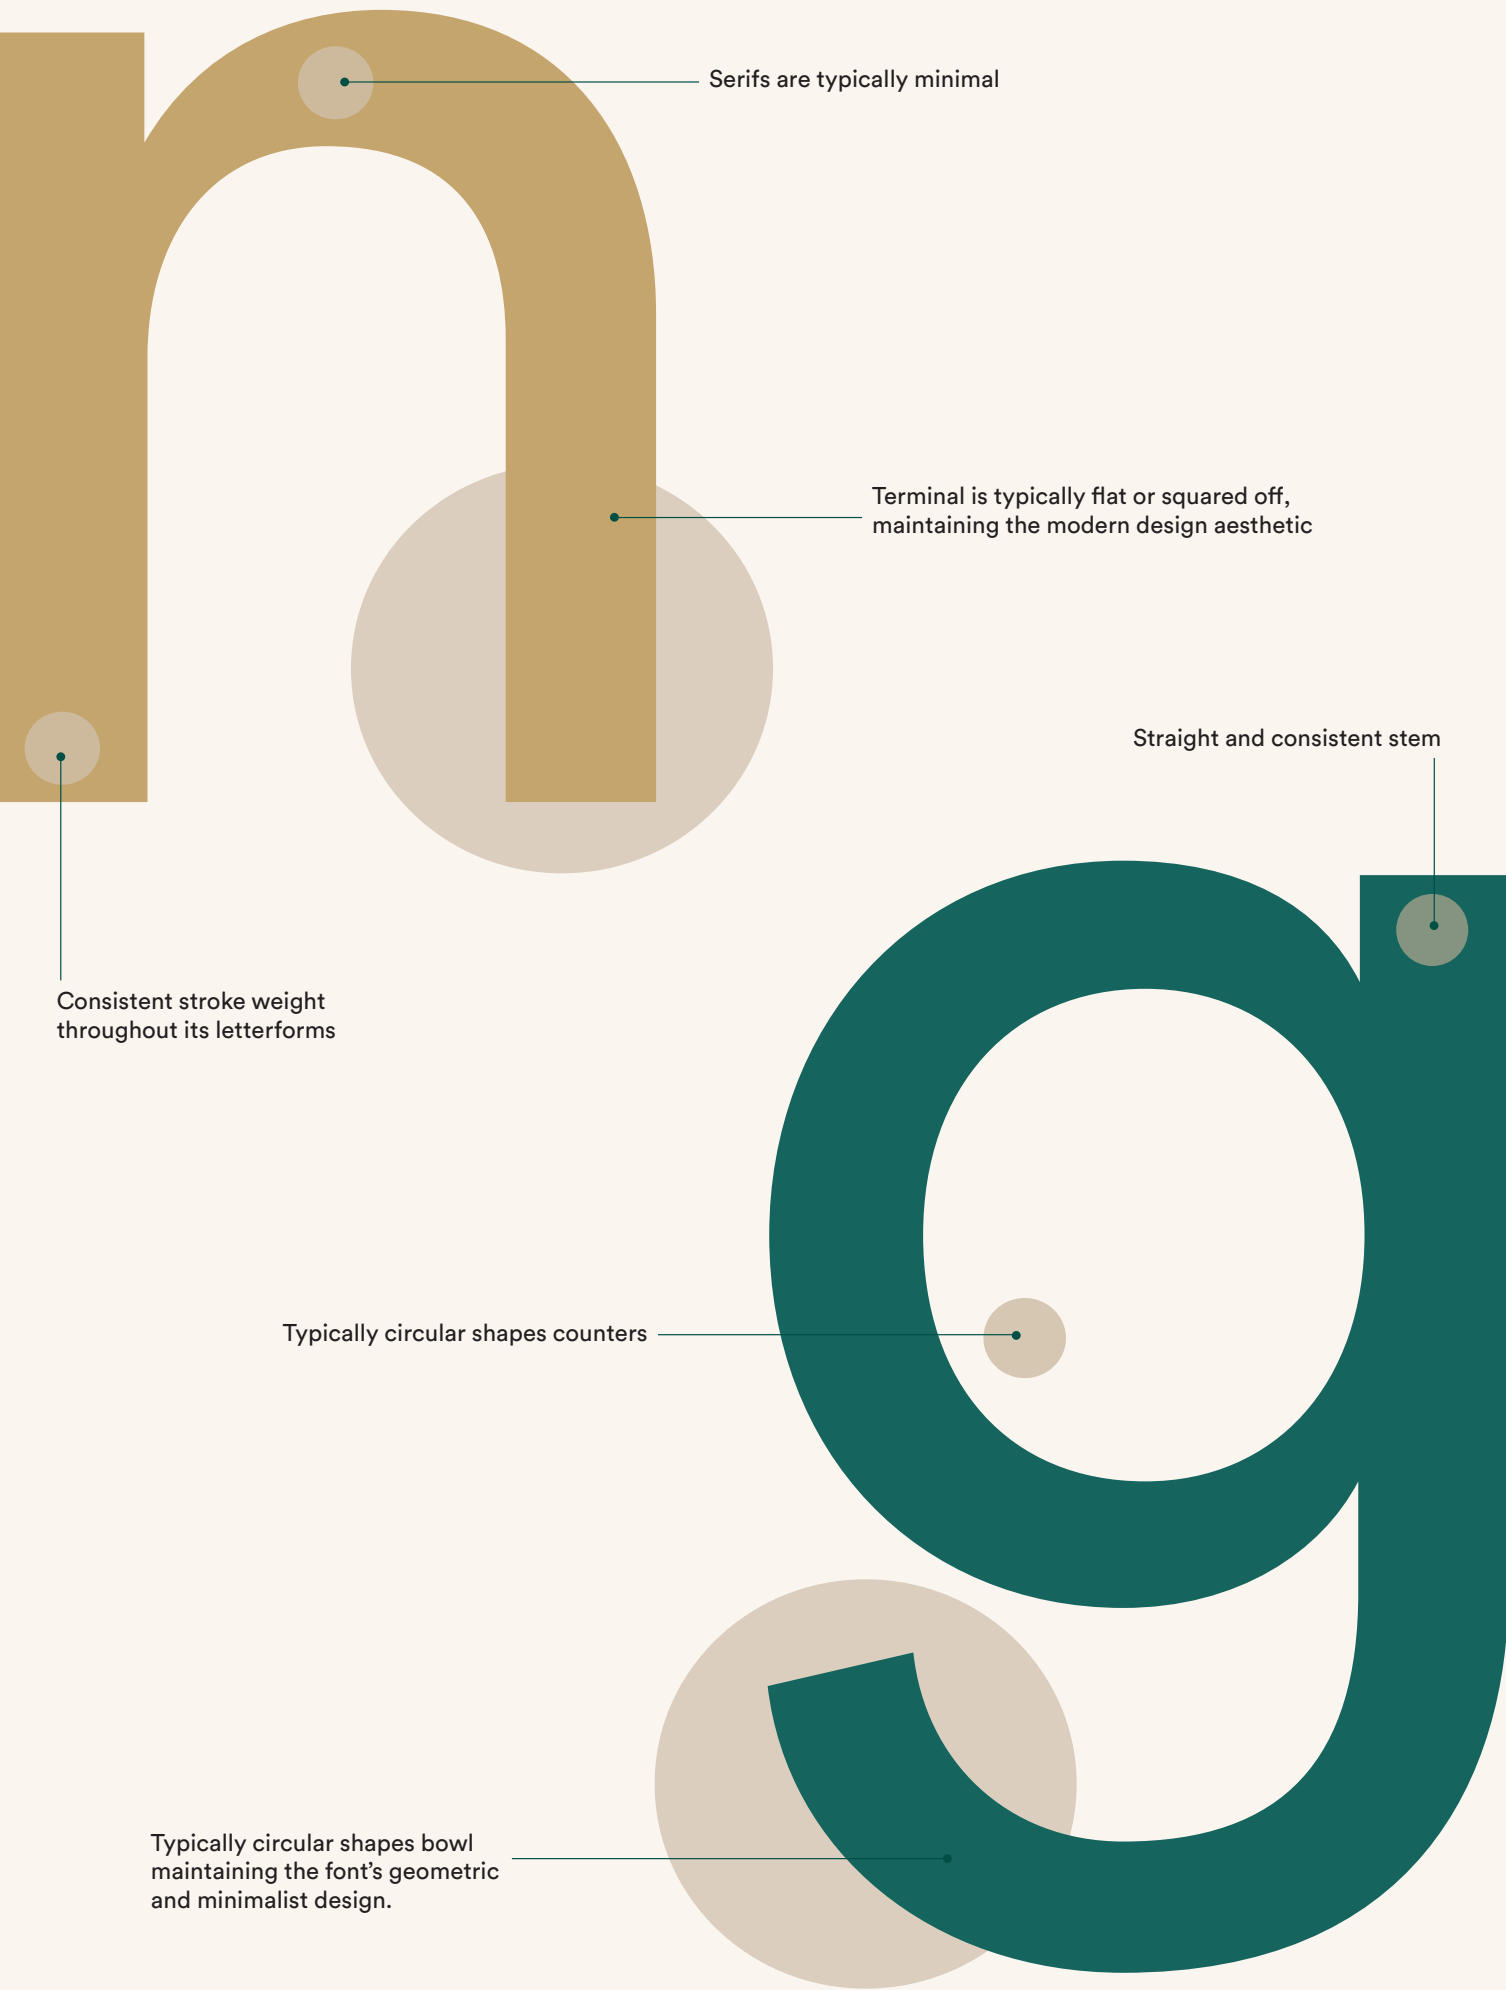 n
Serifs are typically minimal
Terminal is typically flat or squared off,
maintaining the modern design aesthetic
Straight and consistent stem
Consistent stroke weight
throughout its letterforms
g
Typically circular shapes counters
Typically circular shapes bowl
maintaining the font’s geometric
and minimalist design.